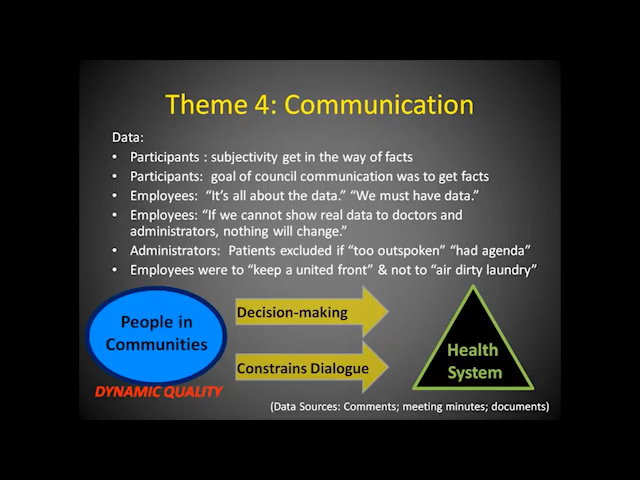 Theme 4: Communication
Data:
• Participants : subjectivity get in the way of facts
• Participants: goal of council communication was to get facts
• Employees: “It’s all about the data.” “We must have data.”
• Employees: “If we cannot show real data to doctors and
administrators, nothing will change.”
• Administrators: Patients excluded if “too outspoken” “had agenda”
• Employees were to “keep a united front” & not to “air dirty laundry”
People in
Communities
DYNAMIC QUALITY
Decision-making
Constrains Dialogue
Health
System
(Data Sources: Comments; meeting minutes; documents)